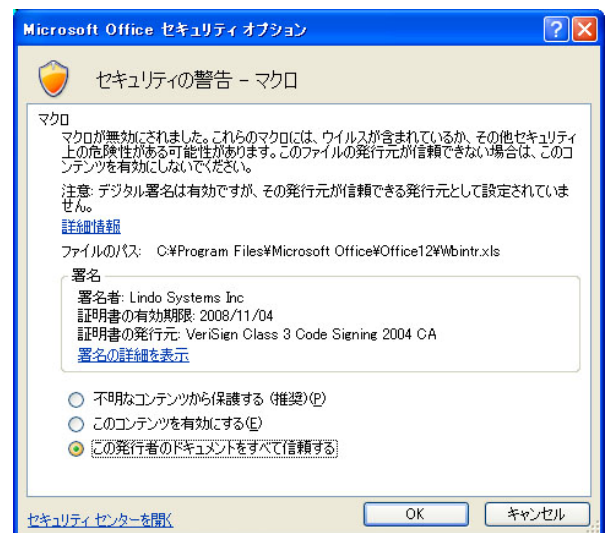 Microsoft Office セキュリティ オプション
セキュリティの警告 - マクロ
マクロ
マクロが無効にされました。これらのマクロには、ウイルスが含まれているか、その他セキュリティ
上の危険性がある可能性があります。このファイルの発行元が信頼できない場合は、このコ
ンテンツを有効にしないでください。
注意: デジタル署名は有効ですが、その発行元が信頼できる発行元として設定されていま
せん。
詳細情報
ファイルのパス: C:¥Program Files¥Microsoft Office¥Office12¥Wbintr.xls
署名
署名者: Lindo Systems Inc
証明書の有効期限: 2008/11/04
証明書の発行元: VeriSign Class 3 Code Signing 2004 CA
署名の詳細を表示
不明なコンテンツから保護する (推奨)(P)
このコンテンツを有効にする(E)
この発行者のドキュメントをすべて信頼する
セキュリティ センターを開く
OK
キャンセル